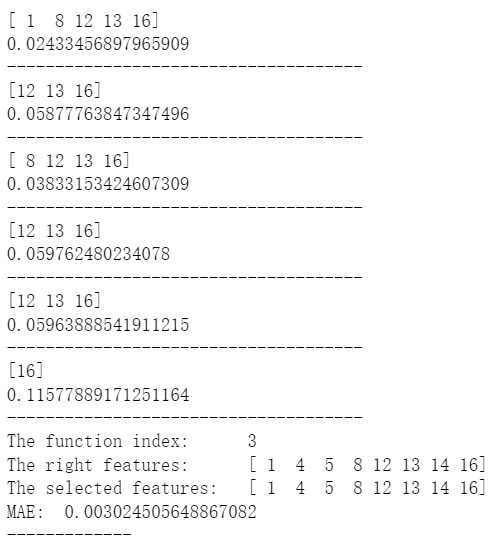 [ 1  8 12 13 16]
0.02433456897965909
-------------------------------------
[12 13 16]
0.05877763847347496
-------------------------------------
[ 8 12 13 16]
0.03833153424607309
-------------------------------------
[12 13 16]
0.059762480234078
-------------------------------------
[12 13 16]
0.05963888541911215
-------------------------------------
[16]
0.11577889171251164
-------------------------------------
The function index:      3
The right features:      [ 1  4  5  8 12 13 14 16]
The selected features:   [ 1  4  5  8 12 13 14 16]
MAE:  0.003024505648867082
-------------